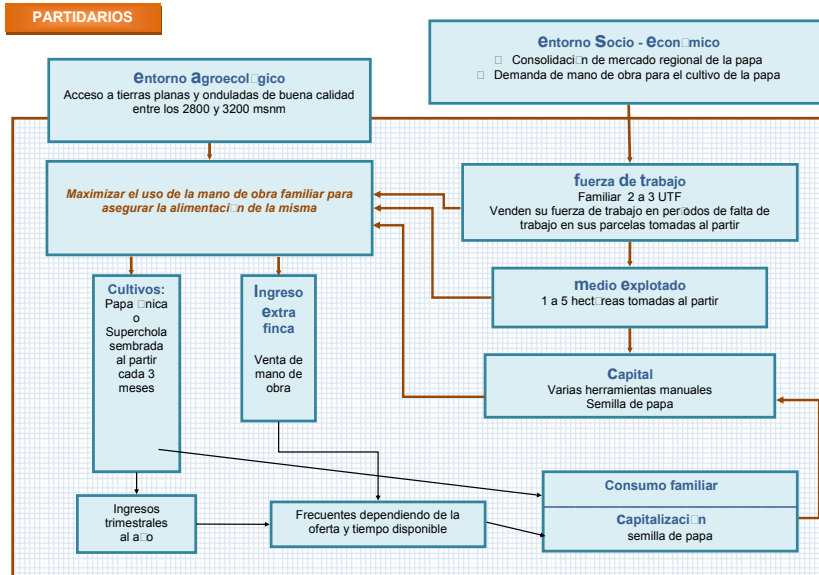 PARTIDARIOS
entorno Socio - econ□mico
□ Consolidaci□n de mercado regional de la papa
□ Demanda de mano de obra para el cultivo de la papa
entorno agroecol□gico
Acceso a tierras planas y onduladas de buena calidad
entre los 2800 y 3200 msnm
Maximizar el uso de la mano de obra familiar para
asegurar la alimentaci□n de la misma
fuerza de trabajo
Familiar 2 a 3 UTF
Venden su fuerza de trabajo en per□odos de falta de
trabajo en sus parcelas tomadas al partir
medio explotado
1 a 5 hect□reas tomadas al partir
Cultivos:
Papa □nica
o
Superchola
sembrada
al partir
cada 3
meses
Ingreso
extra
finca
Venta de
mano de
obra
capital
Varias herramientas manuales
Semilla de papa
Ingresos
trimestrales
al a□o
Frecuentes dependiendo de la
oferta y tiempo disponible
Consumo familiar
capitalizaci□n
semilla de papa